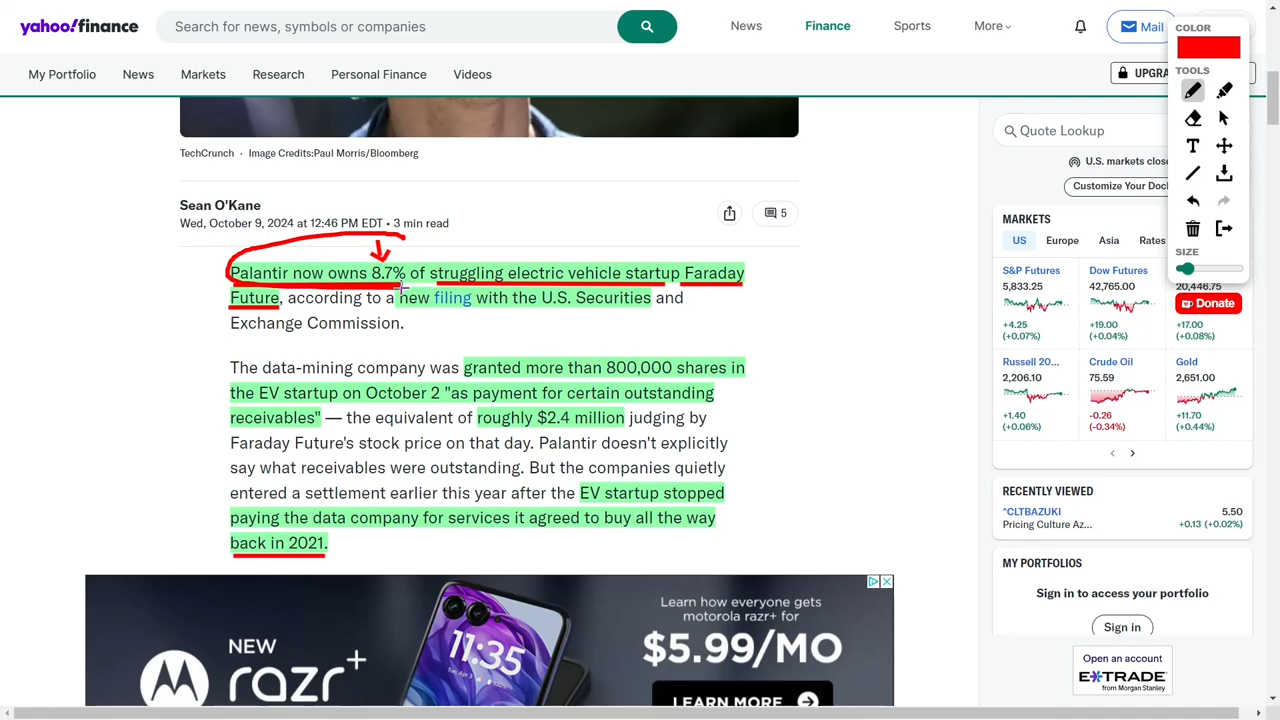 yahoo!finance
Search for news, symbols or companies
News
Finance
Sports
More
Mail
COLOR
TOOLS
SIZE
My Portfolio
News
Markets
Research
Personal Finance
Videos
TechCrunch · Image Credits:Paul Morris/Bloomberg
Sean O'Kane
Wed, October 9, 2024 at 12:46 PM EDT • 3 min read
5
Palantir now owns 8.7% of struggling electric vehicle startup Faraday
Future, according to a new filing with the U.S. Securities and
Exchange Commission.
The data-mining company was granted more than 800,000 shares in
the EV startup on October 2 "as payment for certain outstanding
receivables" — the equivalent of roughly $2.4 million judging by
Faraday Future's stock price on that day. Palantir doesn't explicitly
say what receivables were outstanding. But the companies quietly
entered a settlement earlier this year after the EV startup stopped
paying the data company for services it agreed to buy all the way
back in 2021.
NEW
razr+
11:35
Learn how everyone gets
motorola razr+ for
$5.99/MO
LEARN MORE
Quote Lookup
MARKETS
US
Europe
Asia
Rates
S&P Futures
5,833.25
+4.25
(+0.07%)
Dow Futures
42,765.00
+19.00
(+0.04%)
20,446.75
Donate
+17.00
(+0.08%)
Russell 20...
2,206.10
+1.40
(+0.06%)
Crude Oil
75.59
-0.26
(-0.34%)
Gold
2,651.00
+11.70
(+0.44%)
RECENTLY VIEWED
^CLTBAZUKI
Pricing Culture Az...
5.50
+0.13 (+0.02%)
MY PORTFOLIOS
Sign in to access your portfolio
Sign in
Open an account
E*TRADE
from Morgan Stanley